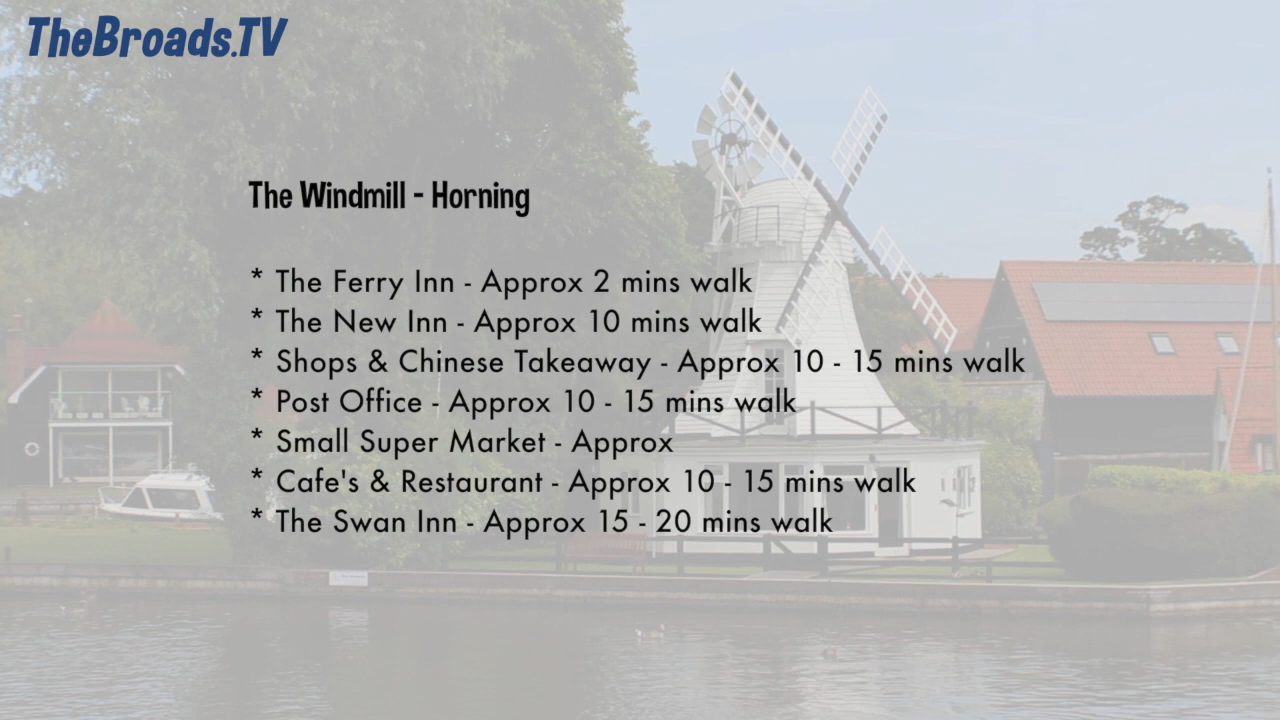 TheBroads.TV
The Windmill - Horning
* The Ferry Inn - Approx 2 mins walk
* The New Inn - Approx 10 mins walk
* Shops & Chinese Takeaway - Approx 10 - 15 mins walk
* Post Office - Approx 10 - 15 mins walk
* Small Super Market - Approx
* Cafe's & Restaurant - Approx 10 - 15 mins walk
* The Swan Inn - Approx 15 - 20 mins walk